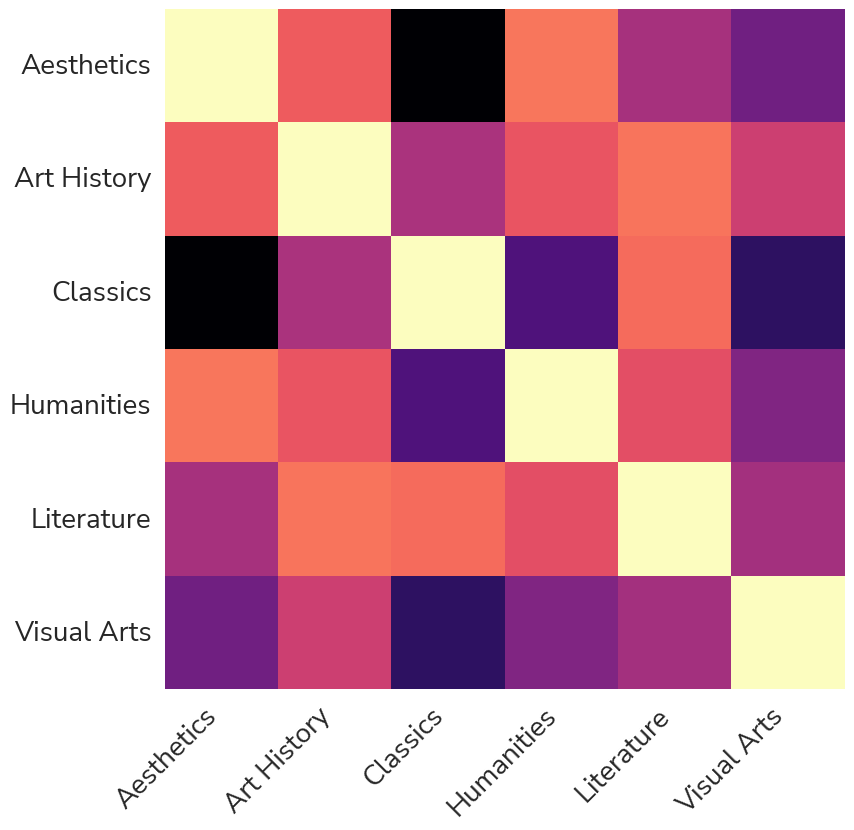 Aesthetics
Art History
Classics
Humanities
Literature
Visual Arts
Aesthetics
Art History
Classics
Humanities
Literature
Visual Arts